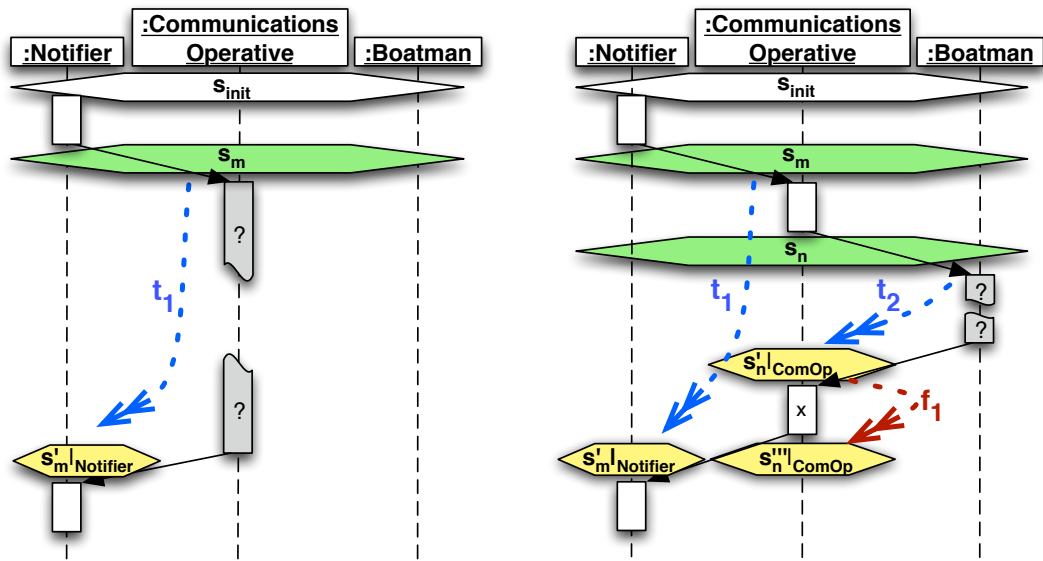 :Notifier
:Communications
Operative
:Boatman
s_init
s_m
?
t_1
?
s'_m|_Notifier
:Notifier
:Communications
Operative
:Boatman
s_init
s_m
s_n
?
t_1
t_2
?
s'_n|_ComOp
x
f_1
s'_m|_Notifier
s'''_n|_ComOp